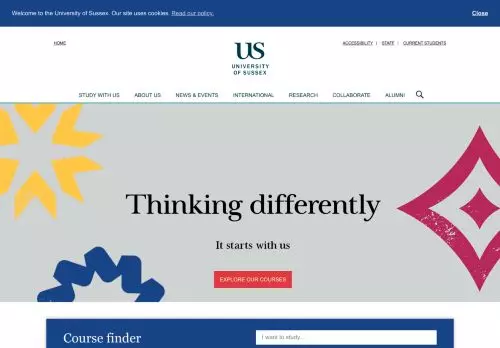 Welcome to the University of Sussex. Our site uses cookies. Read our policy. Close
HOME
US
UNIVERSITY
OF SUSSEX
ACCESSIBILITY | STAFF | CURRENT STUDENTS
STUDY WITH US ABOUT US NEWS & EVENTS INTERNATIONAL RESEARCH COLLABORATE ALUMNI
Thinking differently
It starts with us
EXPLORE OUR COURSES
Course finder
I want to study...